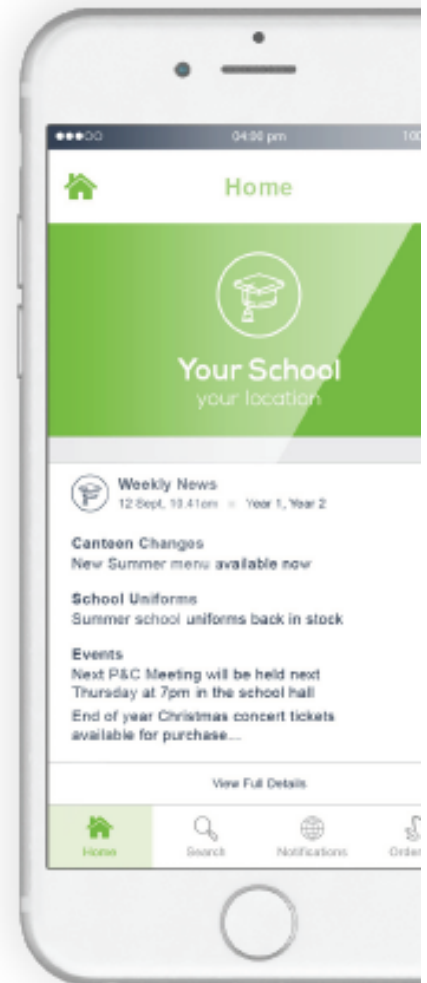 04:00 pm
100
Home
Your School
your location
Weekly News
12 Sept, 10.41am Year 1, Year 2
Canteen Changes
New Summer menu available now
School Uniforms
Summer school uniforms back in stock
Events
Next P&C Meeting will be held next
Thursday at 7pm in the school hall
End of year Christmas concert tickets
available for purchase....
View Full Details
Home
Search
Notifications
Order